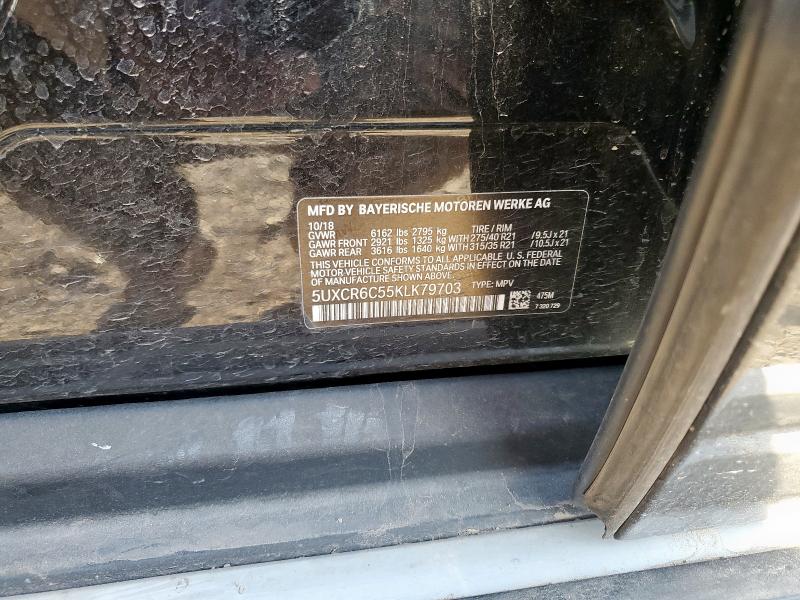 MFD BY BAYERISCHE MOTOREN WERKE AG
10/18
GVWR 6162 lbs 2795 kg TIRE / RIM
GAWR FRONT 2921 lbs 1325 kg WITH 275/40 R21 /9.5J x 21
GAWR REAR 3616 lbs 1640 kg WITH 315/35 R21 /10.5J x 21
THIS VEHICLE CONFORMS TO ALL APPLICABLE U. S. FEDERAL
MOTOR VEHICLE SAFETY STANDARDS IN EFFECT ON THE DATE
OF MANUFACTURE SHOWN ABOVE.
5UXCR6C55KLK79703 TYPE: MPV
475M
7 320 729